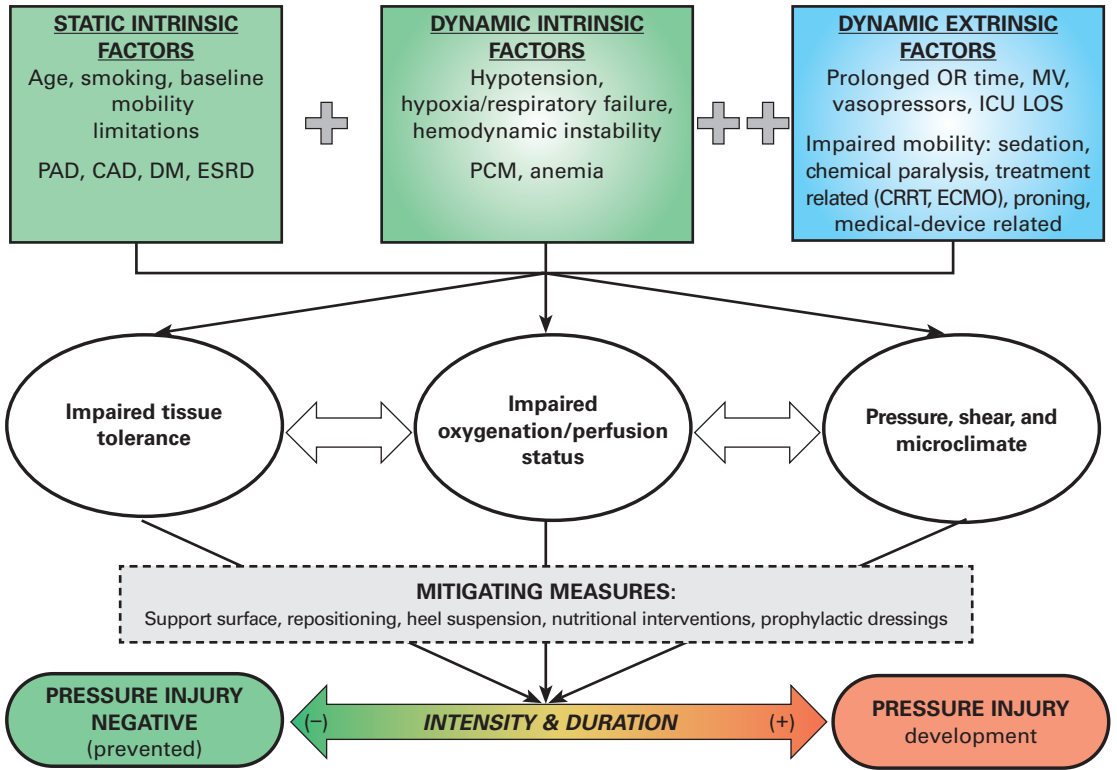 STATIC INTRINSIC
FACTORS
Age, smoking, baseline
mobility
limitations
PAD, CAD, DM, ESRD
DYNAMIC INTRINSIC
FACTORS
Hypotension,
hypoxia/respiratory failure,
hemodynamic instability
PCM, anemia
DYNAMIC EXTRINSIC
FACTORS
Prolonged OR time, MV,
vasopressors, ICU LOS
Impaired mobility: sedation,
chemical paralysis, treatment
related (CRRT, ECMO), proning,
medical-device related
Impaired tissue
tolerance
Impaired
oxygenation/perfusion
status
Pressure, shear, and
microclimate
MITIGATING MEASURES:
Support surface, repositioning, heel suspension, nutritional interventions, prophylactic dressings
PRESSURE INJURY
NEGATIVE
(prevented)
(–) INTENSITY & DURATION (+)
PRESSURE INJURY
development